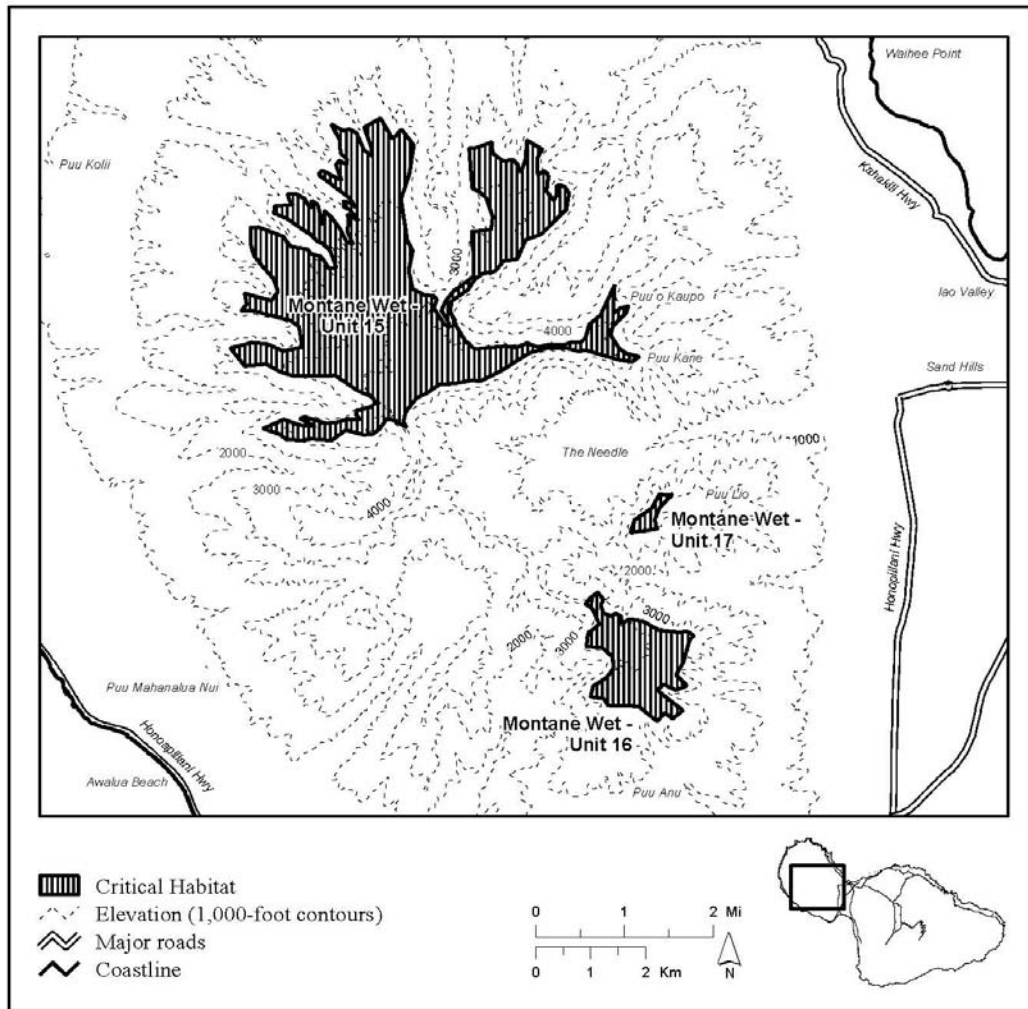 Waihee Point
Puu Kolii
Kahakili Hwy
3000
Puu o Kaupo
Iao Valley
Montane Wet -
Unit 15
4000
Puu Kane
Sand Hills
1000
2000
The Needle
3000
Puu Lio
4000
Montane Wet -
Unit 17
Honoplilani Hwy
2000
3000
2000
3000
Puu Mahanalua Nui
Montane Wet -
Unit 16
Honoapiilani Hwy
Awalua Beach
Puu Anu
Critical Habitat
Elevation (1,000-foot contours)
Major roads
Coastline
0 1 2 Mi
0 1 2 Km
N